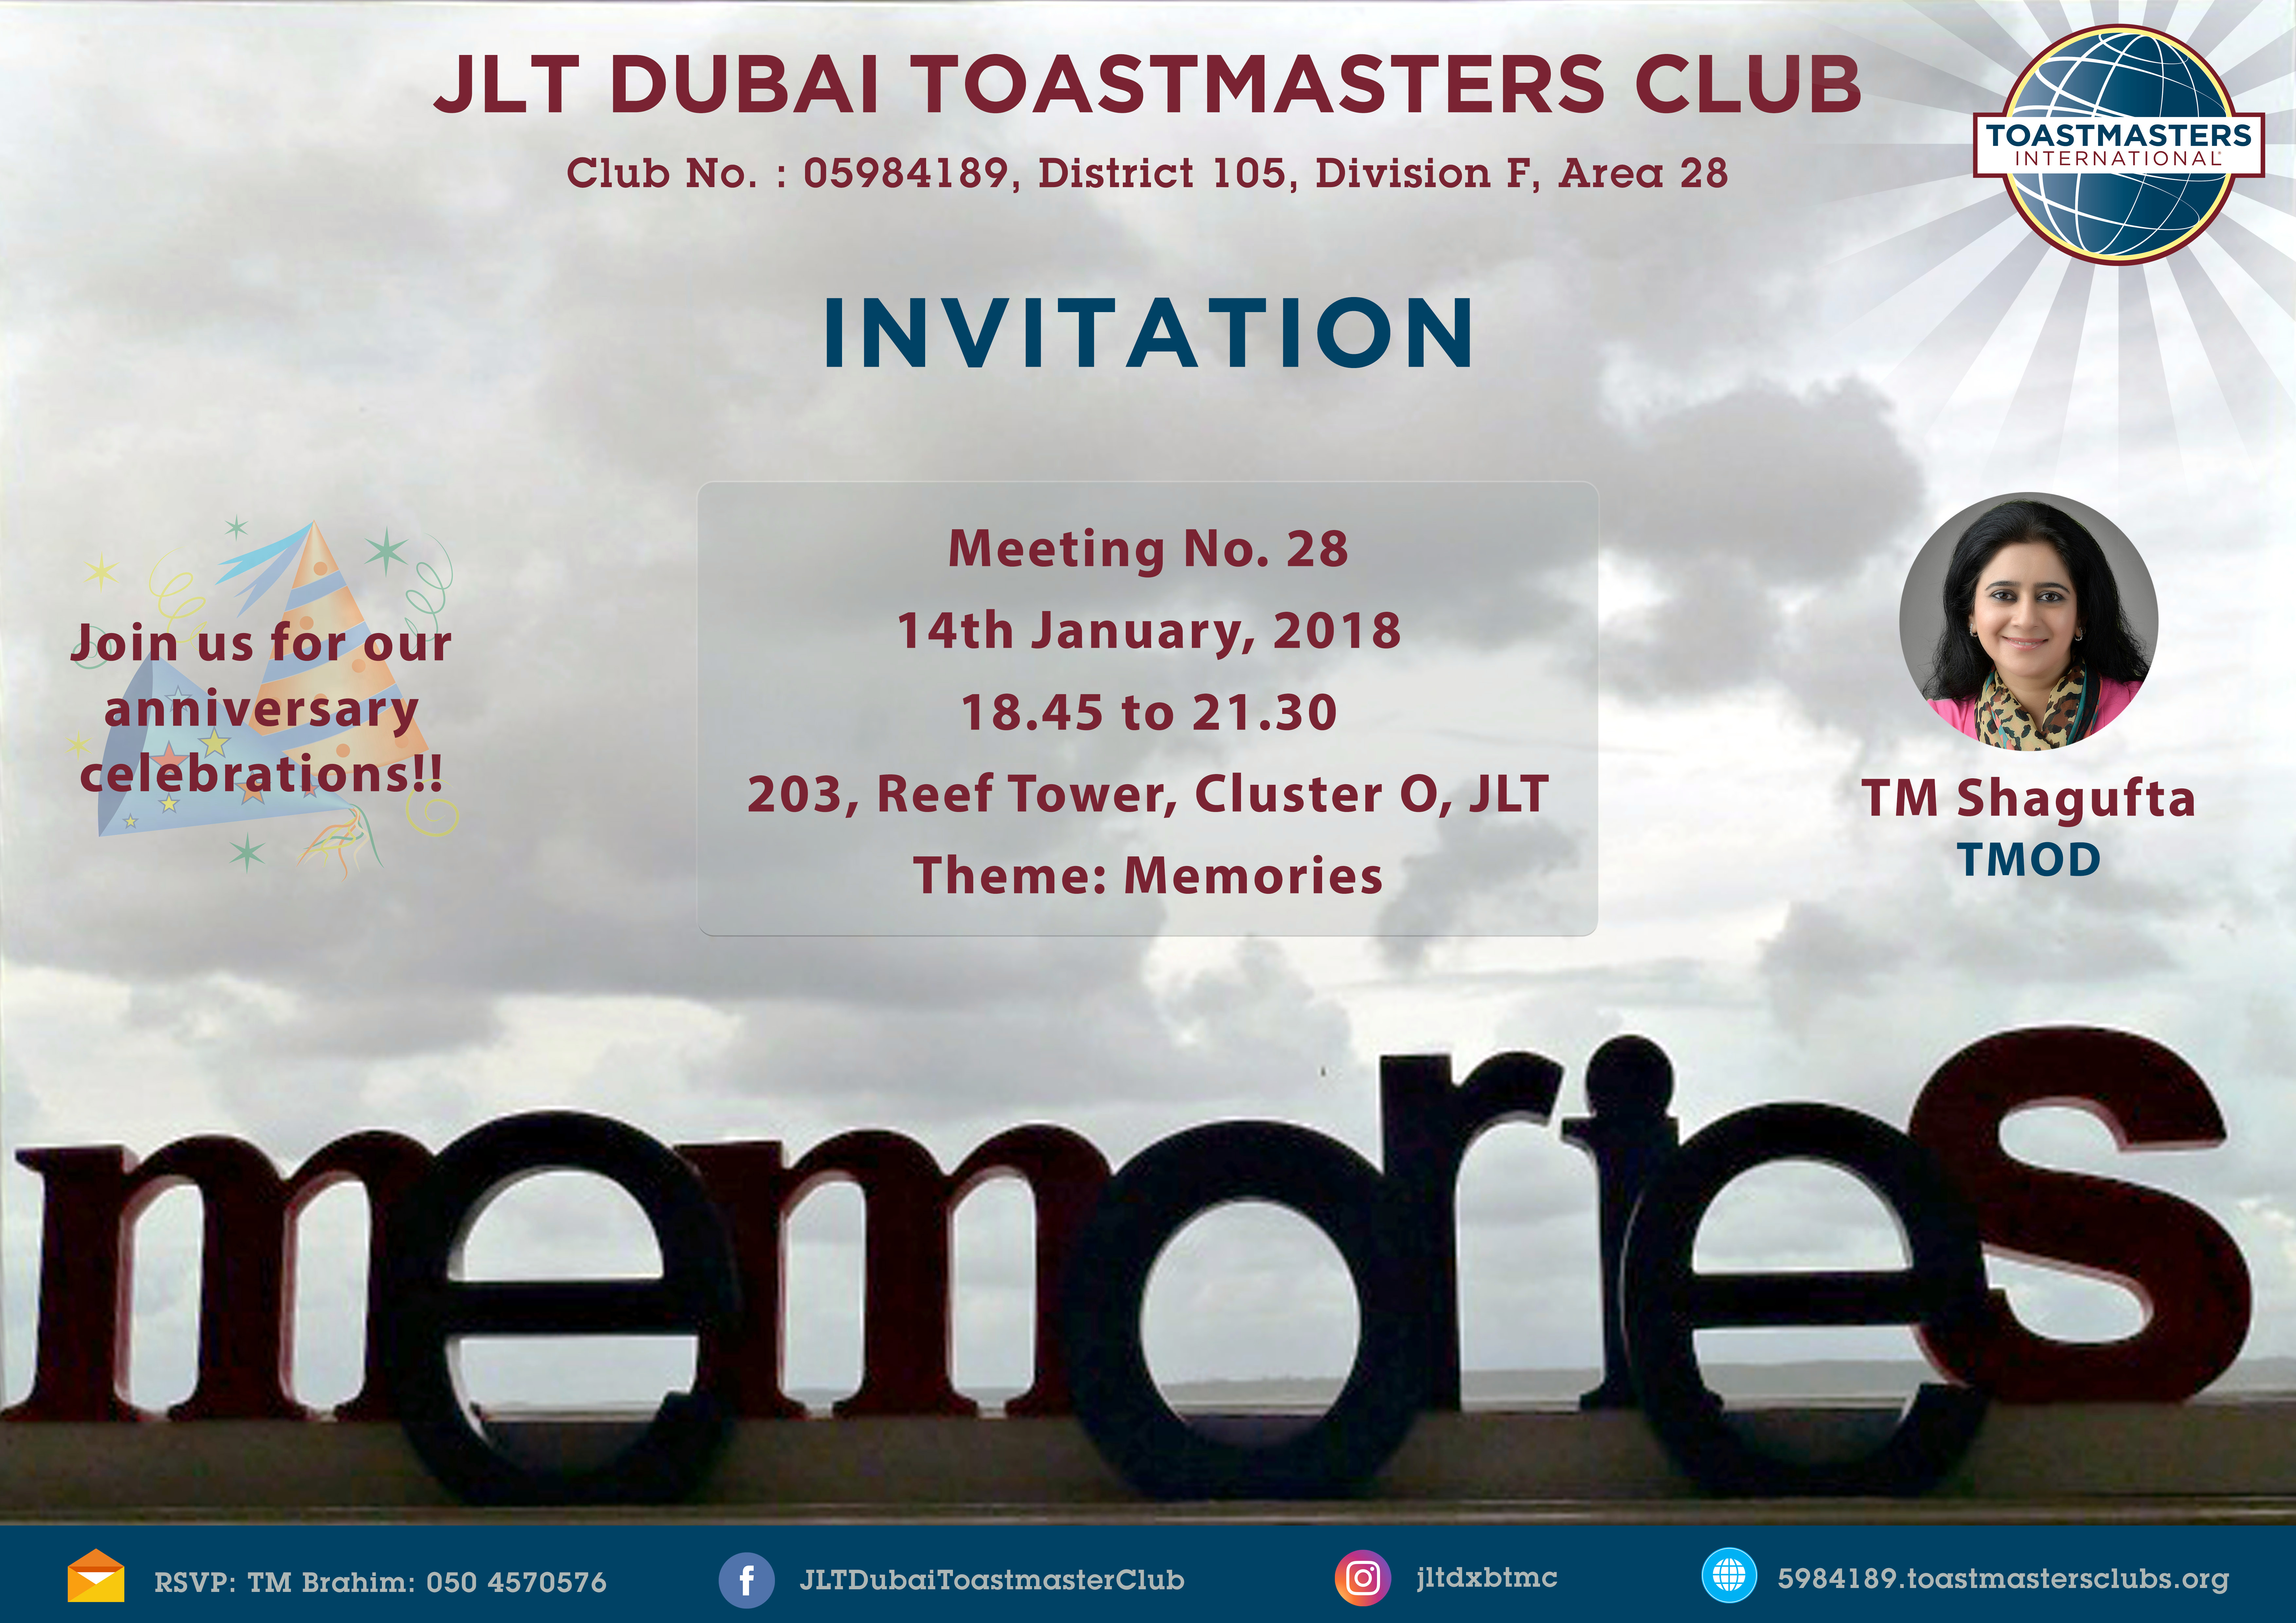 JLT DUBAI TOASTMASTERS CLUB
Club No. : 05984189, District 105, Division F, Area 28
TOASTMASTERS
INTERNATIONAL
INVITATION
Join us for our
anniversary
celebrations!!
Meeting No. 28
14th January, 2018
18.45 to 21.30
203, Reef Tower, Cluster O, JLT
Theme: Memories
TM Shagufta
TMOD
memories
RSVP: TM Brahim: 050 4570576
JLTDubaiToastmasterClub
jltdxbtmc
5984189.toastmastersclubs.org